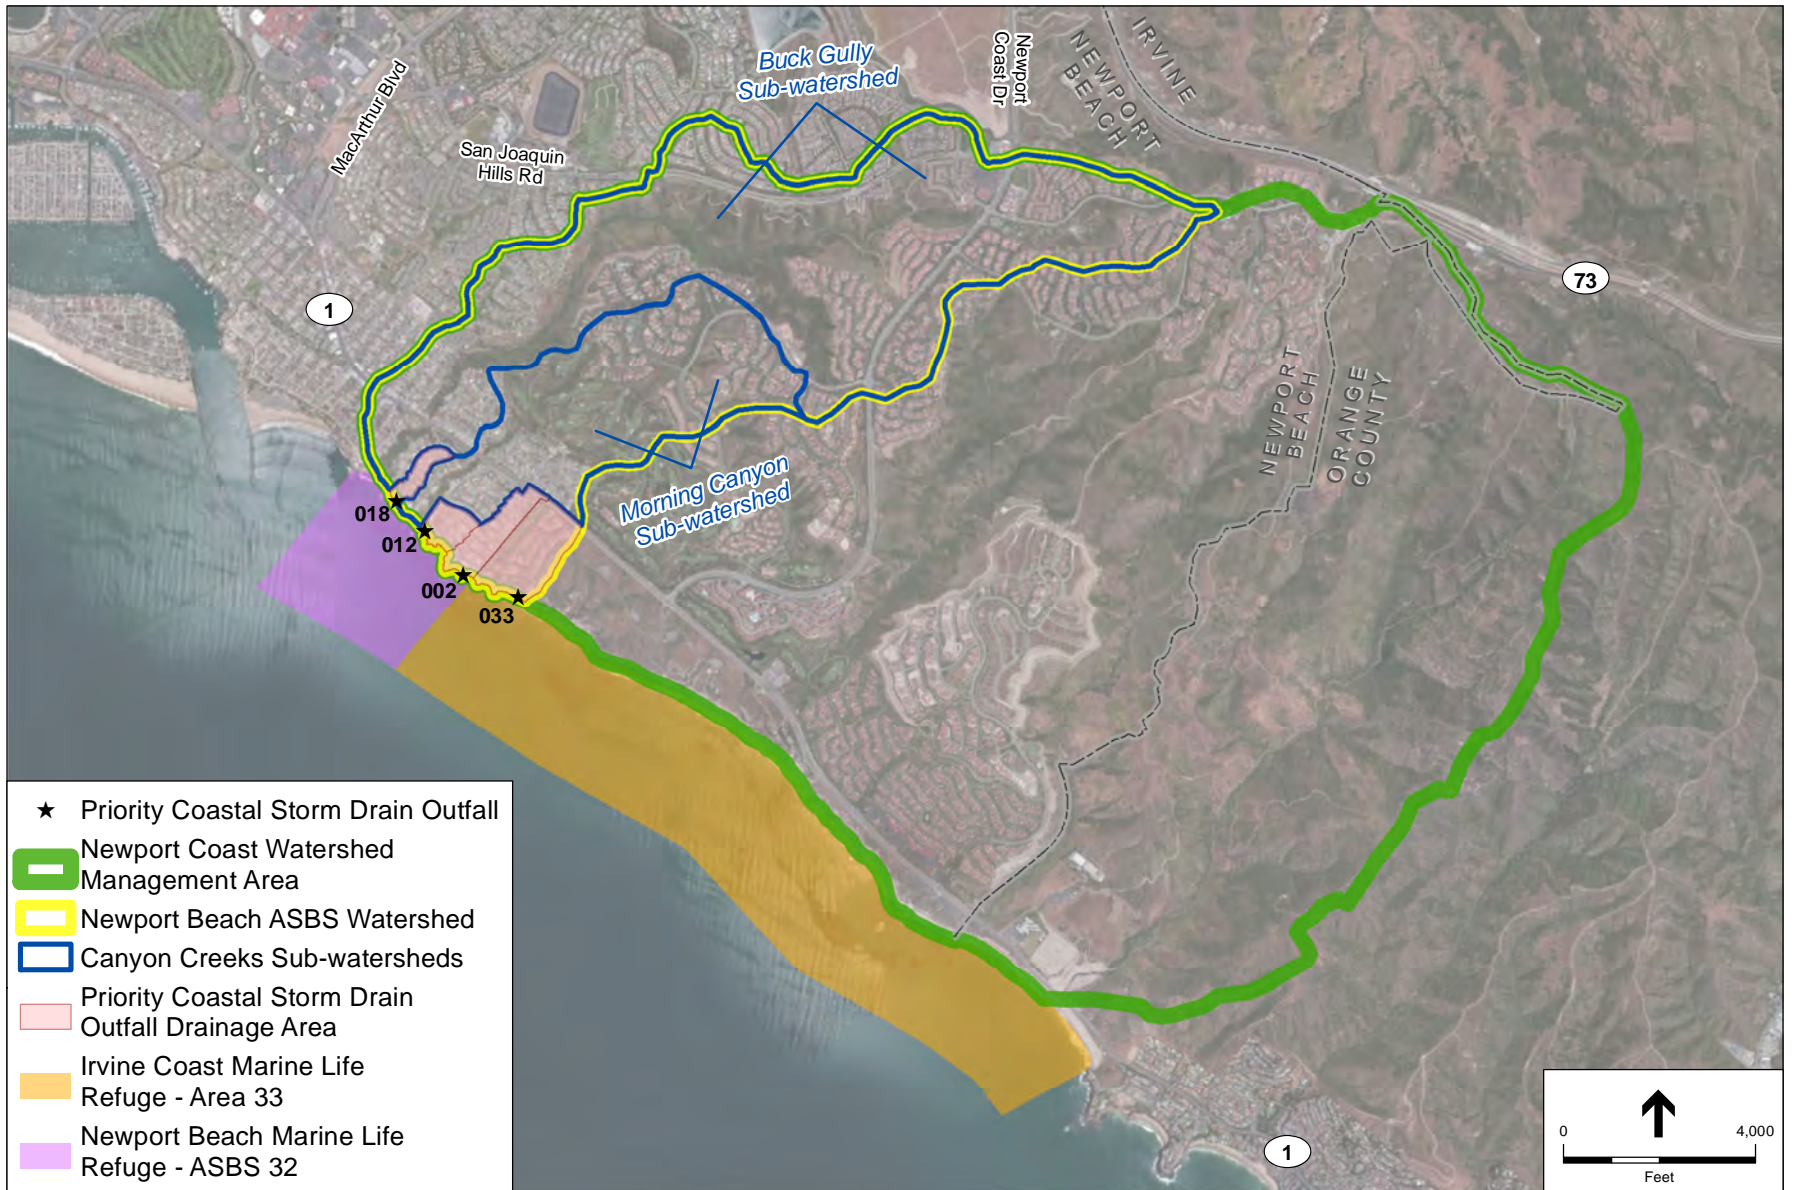 Buck Gully
Sub-watershed
Newport
Coast Dr
IRVINE
NEWPORT
BEACH
MacArthur Blvd
San Joaquin
Hills Rd
1
73
NEWPORT
BEACH
ORANGE
COUNTY
Morning Canyon
Sub-watershed
018
012
002
033
★ Priority Coastal Storm Drain Outfall
Newport Coast Watershed
Management Area
Newport Beach ASBS Watershed
Canyon Creeks Sub-watersheds
Priority Coastal Storm Drain
Outfall Drainage Area
Irvine Coast Marine Life
Refuge - Area 33
Newport Beach Marine Life
Refuge - ASBS 32
1
0 4,000
Feet